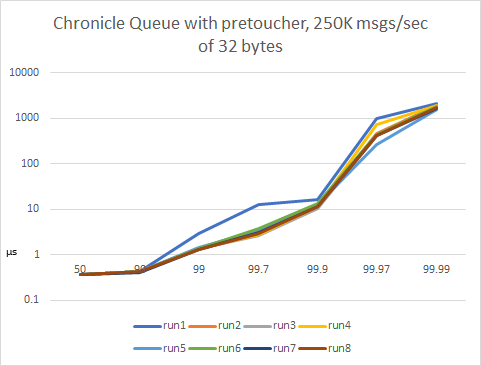 Chronicle Queue with pretoucher, 250K msgs/sec
of 32 bytes
10000
1000
100
10
1
0.1
µs
50 90 99 99.7 99.9 99.97 99.99
run1 run2 run3 run4
run5 run6 run7 run8